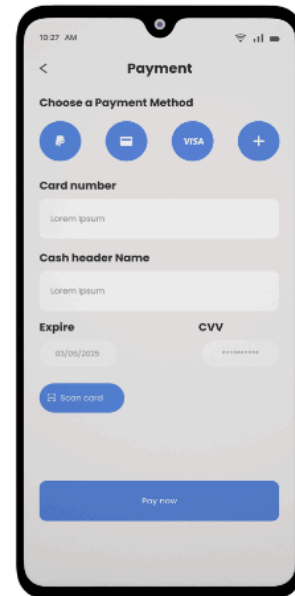 10:27 AM
Payment
Choose a Payment Method
VISA
Card number
Lorem Ipsum
Cash header Name
Lorem Ipsum
Expire CVV
03/06/2025 **********
Scan card
Pay now